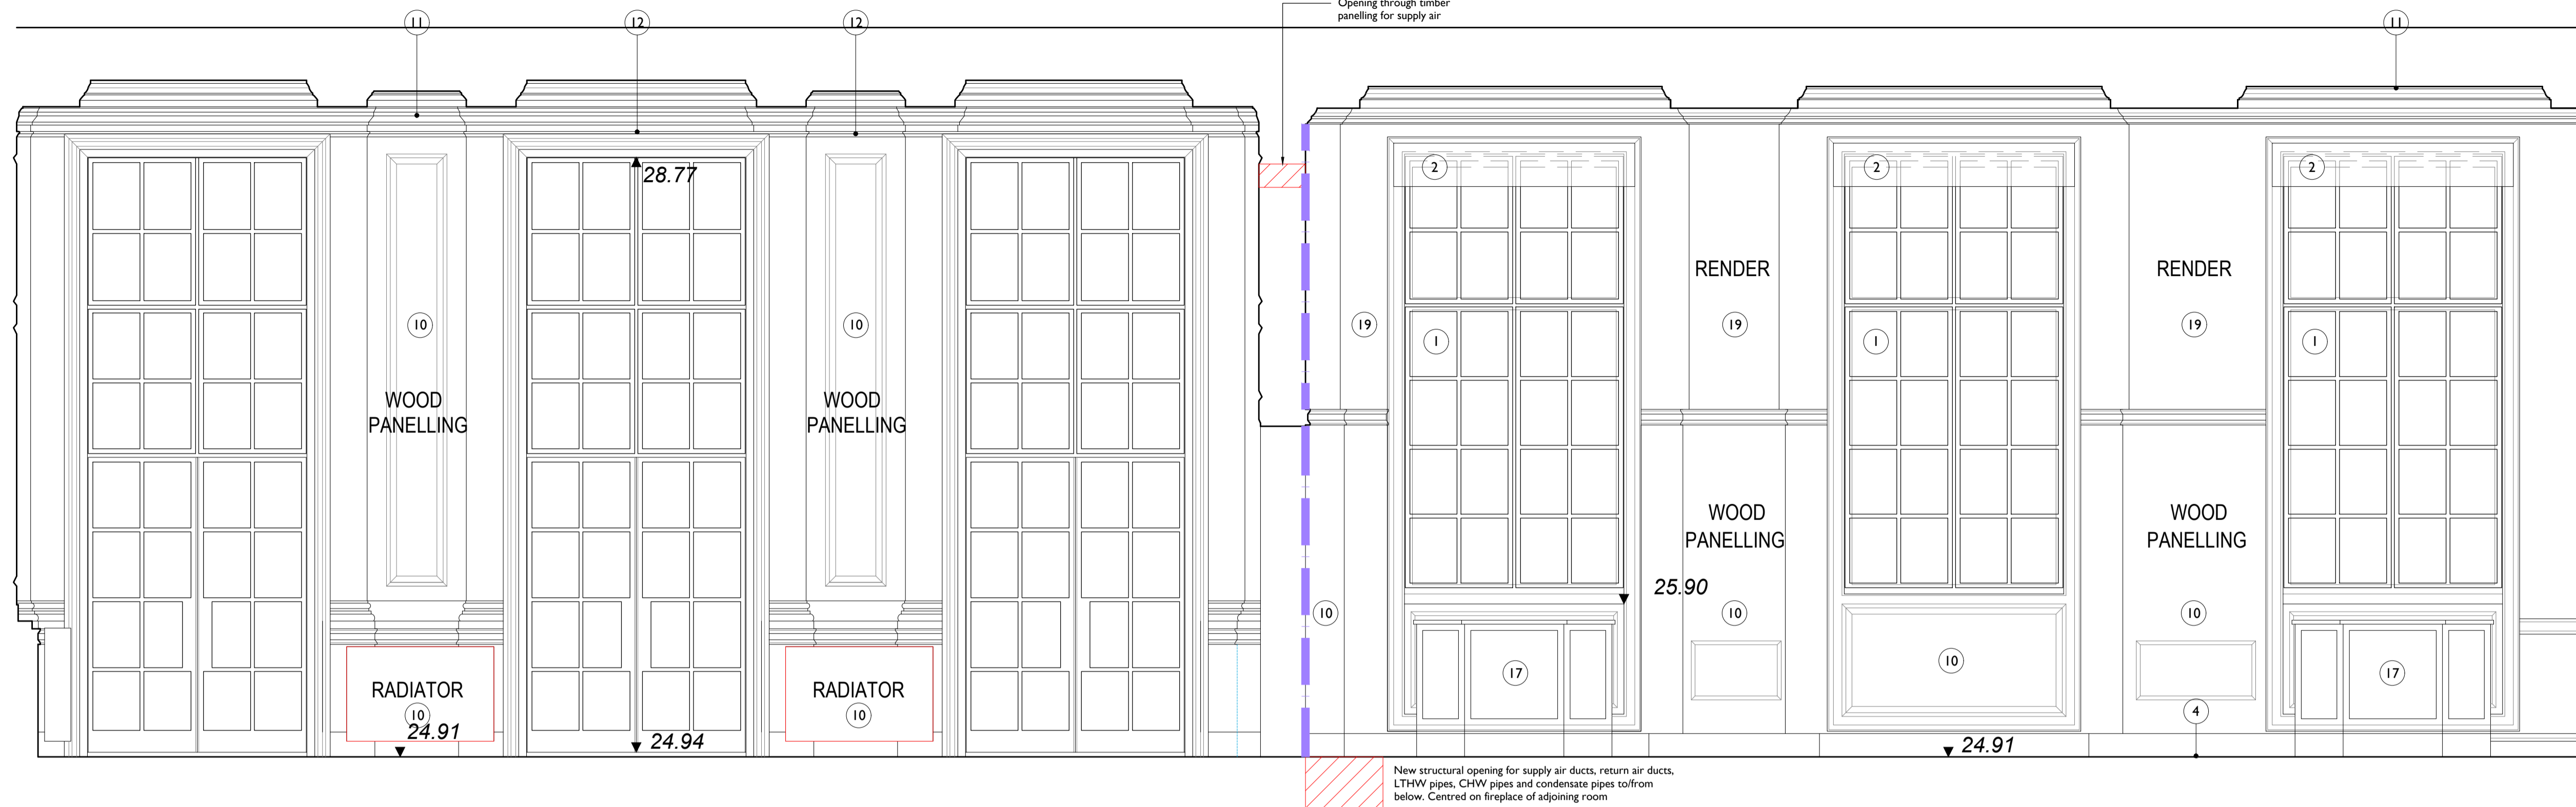 Opening through timber
panelling for supply air
11
12
12
11
28.77
2
2
2
RENDER
RENDER
10
10
19
19
19
1
1
1
WOOD
PANELLING
WOOD
PANELLING
WOOD
PANELLING
WOOD
PANELLING
25.90
10
10
10
RADIATOR
10
24.91
24.94
RADIATOR
10
17
10
17
4
24.91
New structural opening for supply air ducts, return air ducts,
LTHW pipes, CHW pipes and condensate pipes to/from
below. Centred on fireplace of adjoining room